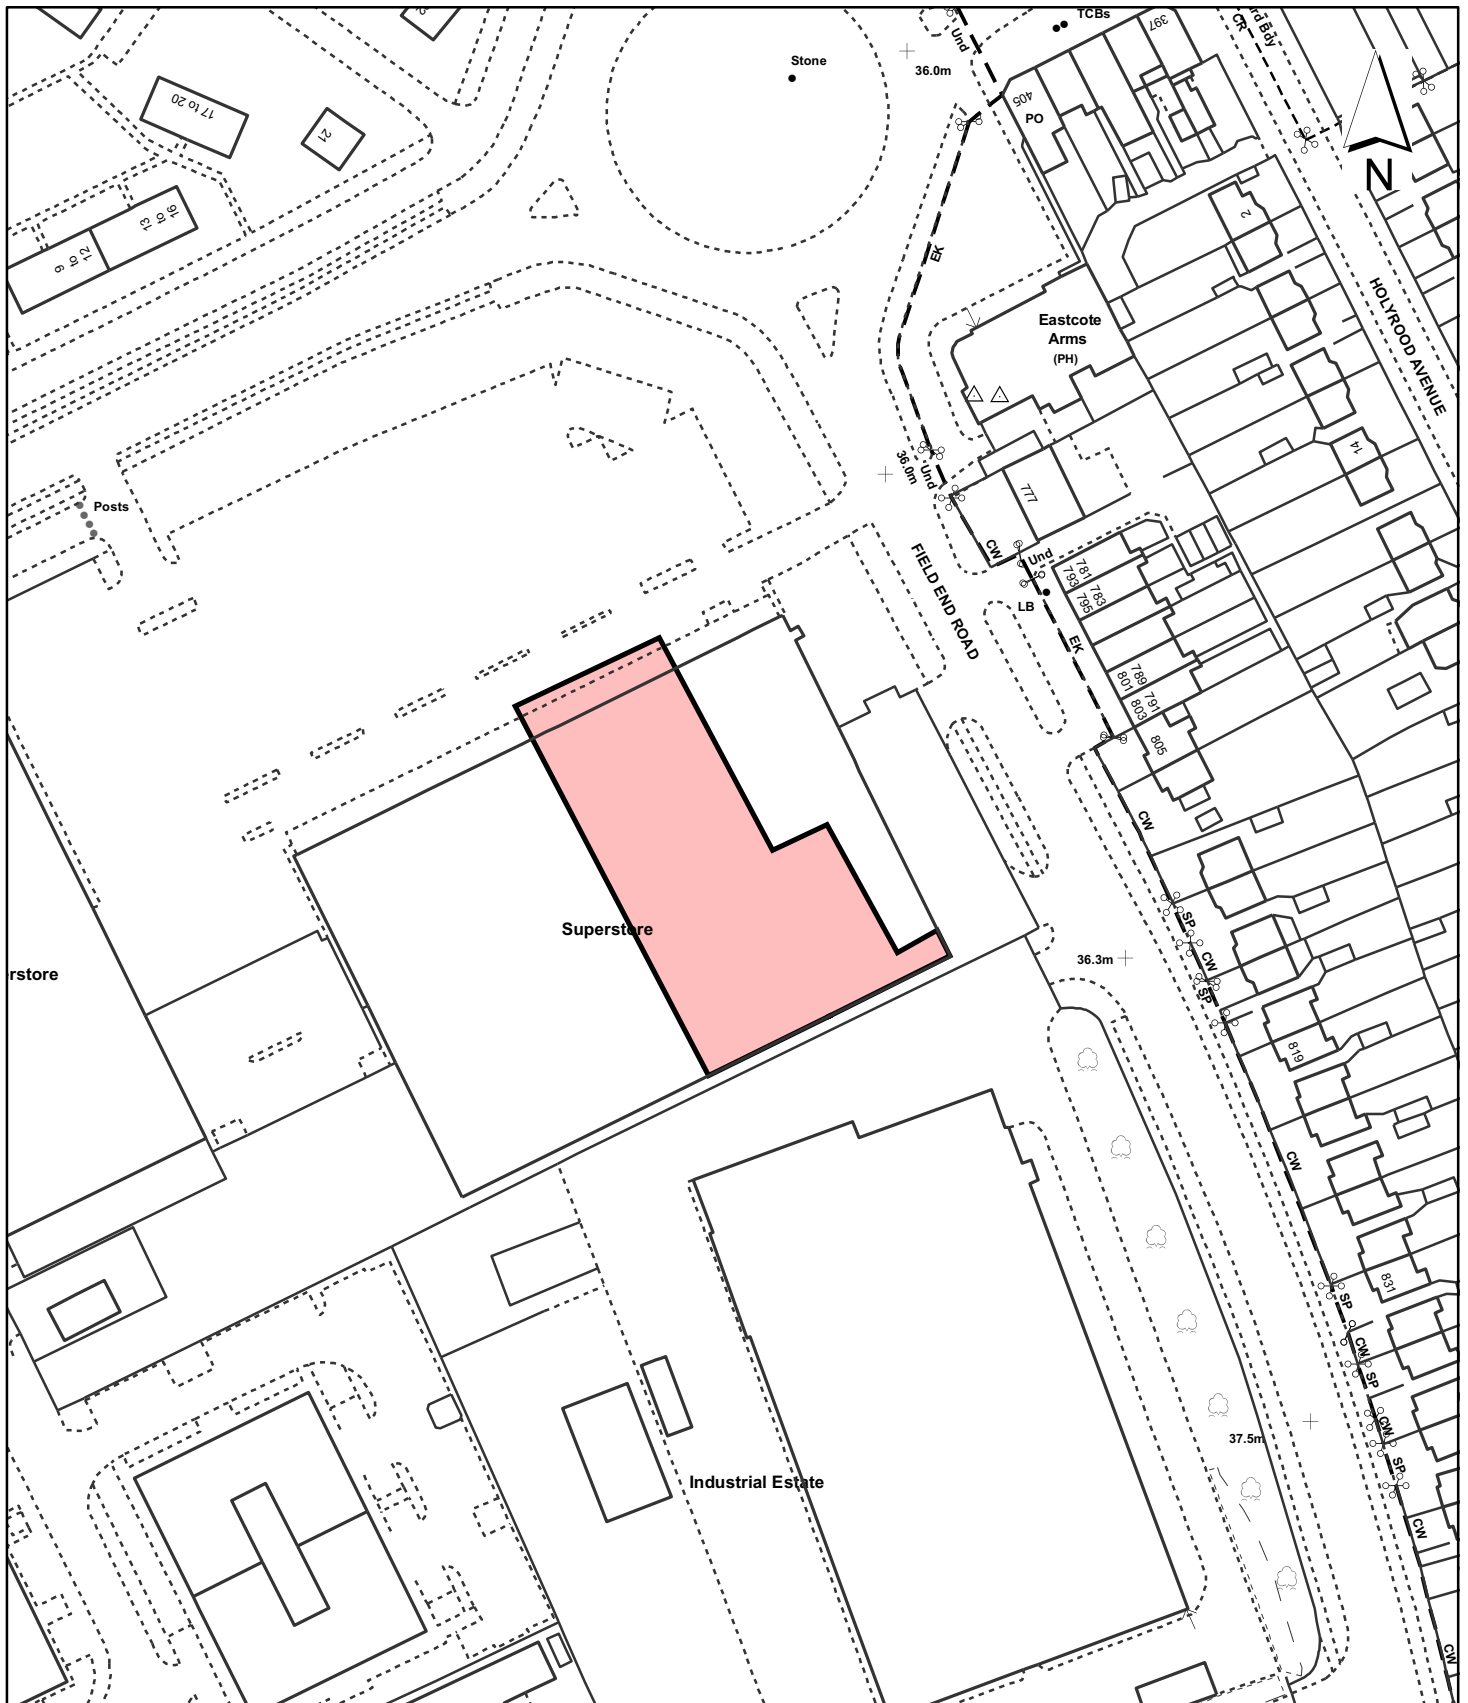 TCBs
Und
CR
397
Stone
36.0m
17 to 20
21
405
PO
N
13
to
16
9
to
12
2
EK
HOLYROOD AVENUE
Eastcote
Arms
(PH)
14
36.0m
Und
777
Posts
CW
Und
FIELD END ROAD
781
793
783
795
LB
EK
789
801
791
803
805
CW
Superstore
SP
36.3m
CW
SP
rstore
819
CW
831
SP
CW
SP
CW
37.5m
SP
Industrial Estate
CW
CW